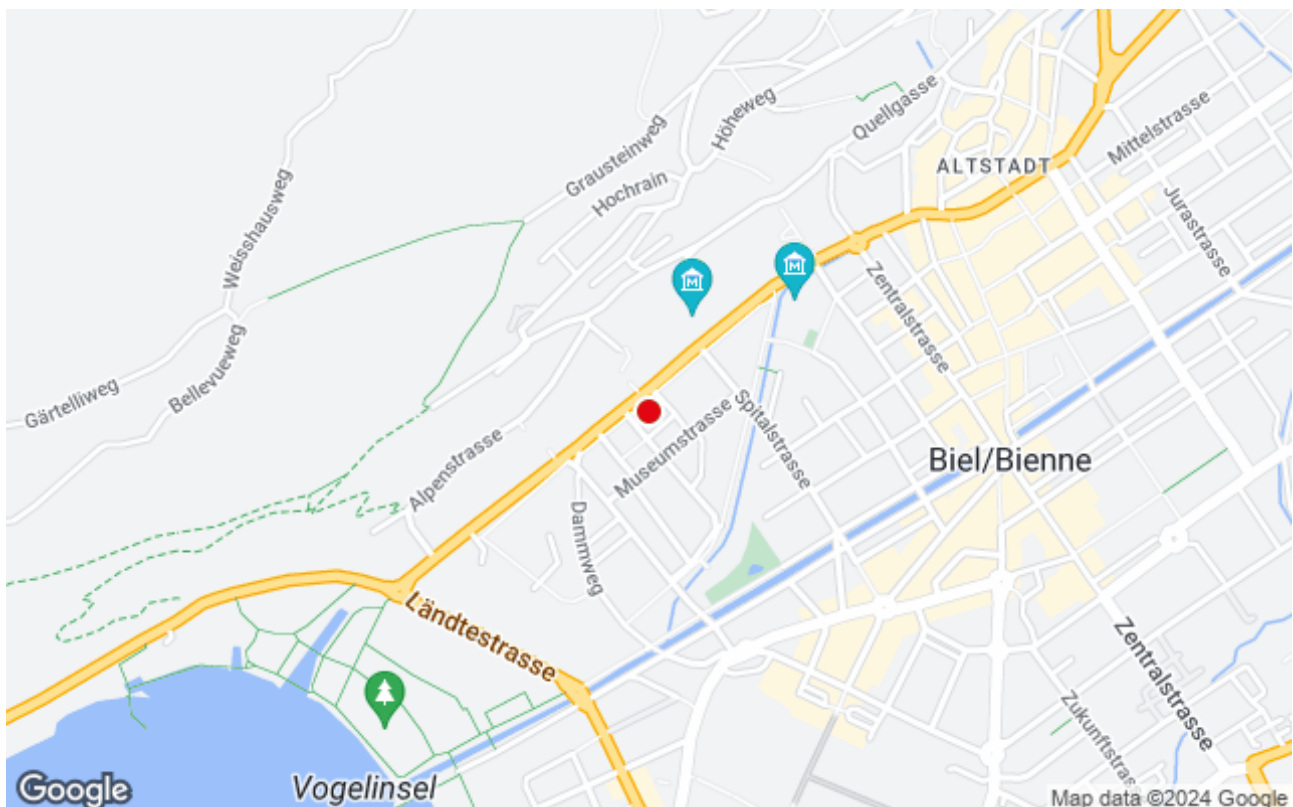 Quellgasse
Höheweg
Mittelstrasse
Grausteinweg
ALTSTADT
Hochrain
Weisshausweg
Jurastrasse
Zentralstrasse
Bellevueweg
Gärtelliweg
Spitalstrasse
Museumstrasse
Alpenstrasse
Biel/Bienne
Dammweg
Ländtestrasse
Zentralstrasse
Zukunftstras
Vogelinsel
Google
Map data ©2024 Google